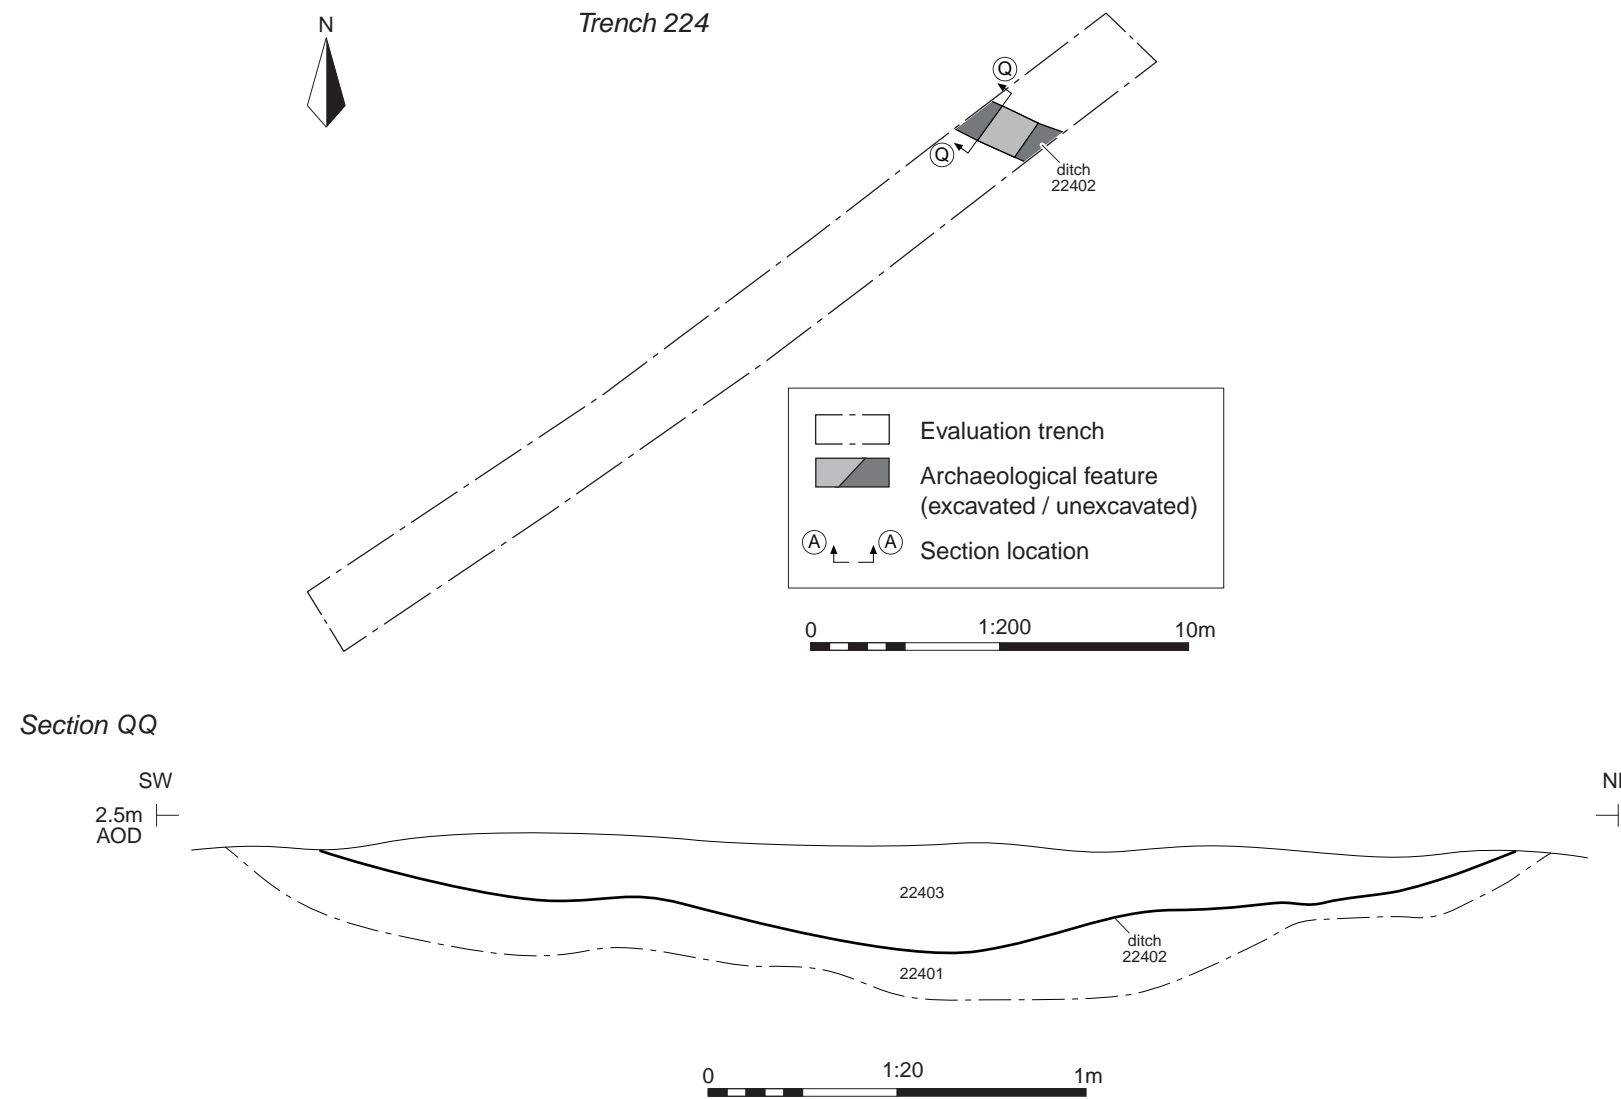 Trench 224
N
Q
Q
ditch
22402
Evaluation trench
Archaeological feature
(excavated / unexcavated)
A A Section location
0 1:200 10m
Section QQ
SW
2.5m
AOD
22403
ditch
22402
22401
0 1:20 1m